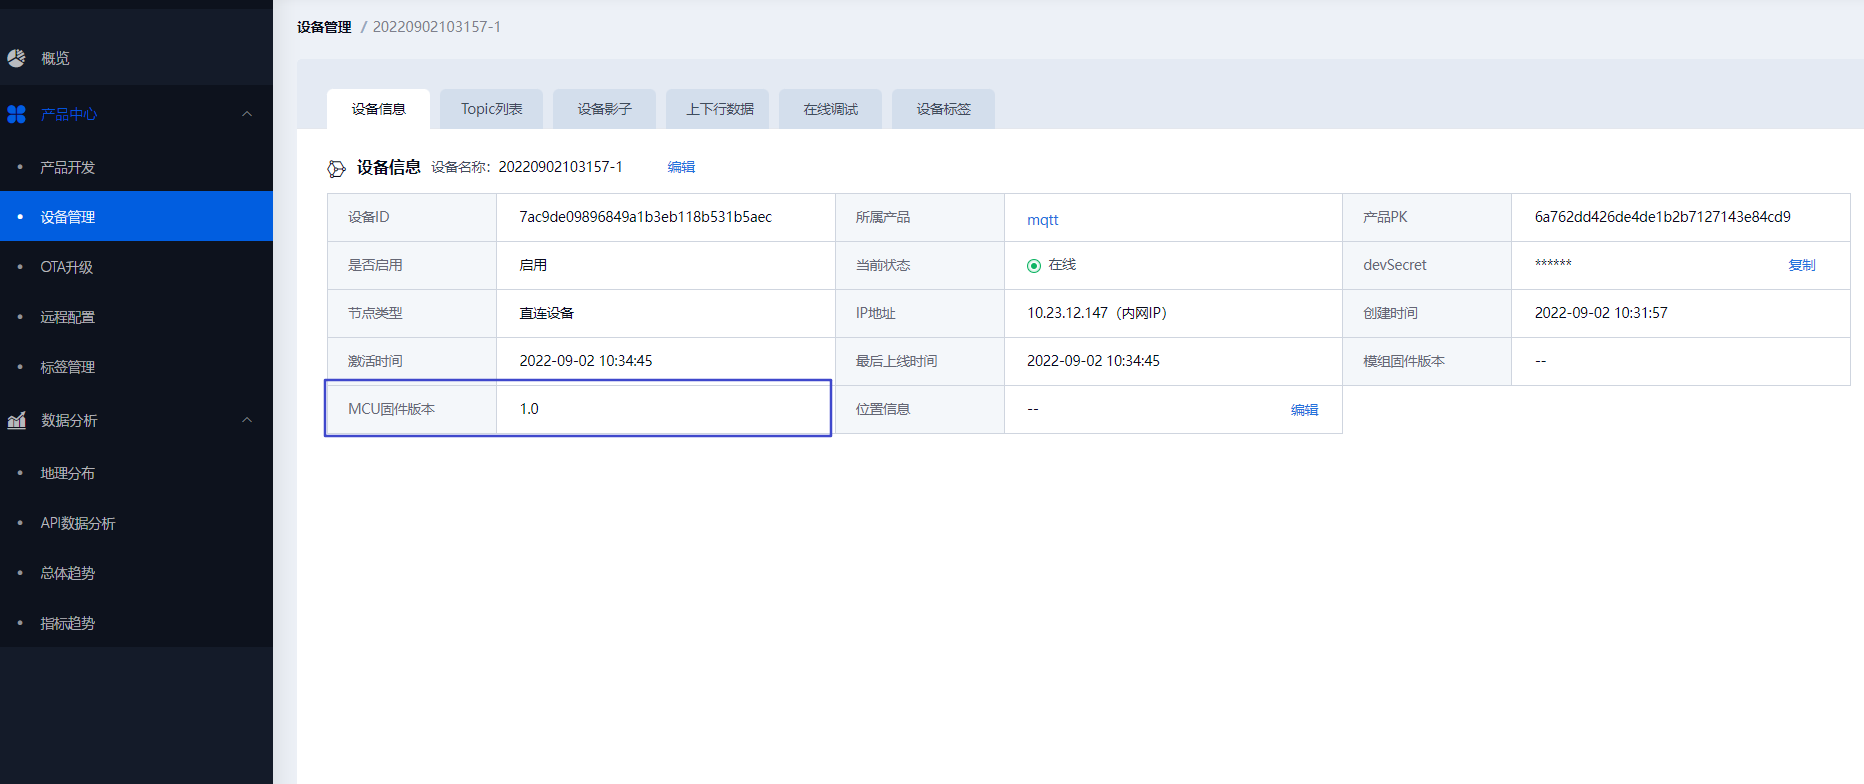 设备管理 / 20220902103157-1
概览
产品中心
产品开发
设备管理
OTA升级
远程配置
标签管理
数据分析
地理分布
API数据分析
总体趋势
指标趋势
设备信息 Topic列表 设备影子 上下行数据 在线调试 设备标签
设备信息 设备名称: 20220902103157-1 编辑
设备ID 7ac9de09896849a1b3eb118b531b5aec 所属产品 mqtt 产品PK 6a762dd426de4de1b2b7127143e84cd9
是否启用 启用 当前状态 在线 devSecret ****** 复制
节点类型 直连设备 IP地址 10.23.12.147（内网IP） 创建时间 2022-09-02 10:31:57
激活时间 2022-09-02 10:34:45 最后上线时间 2022-09-02 10:34:45 模组固件版本 --
MCU固件版本 1.0 位置信息 -- 编辑